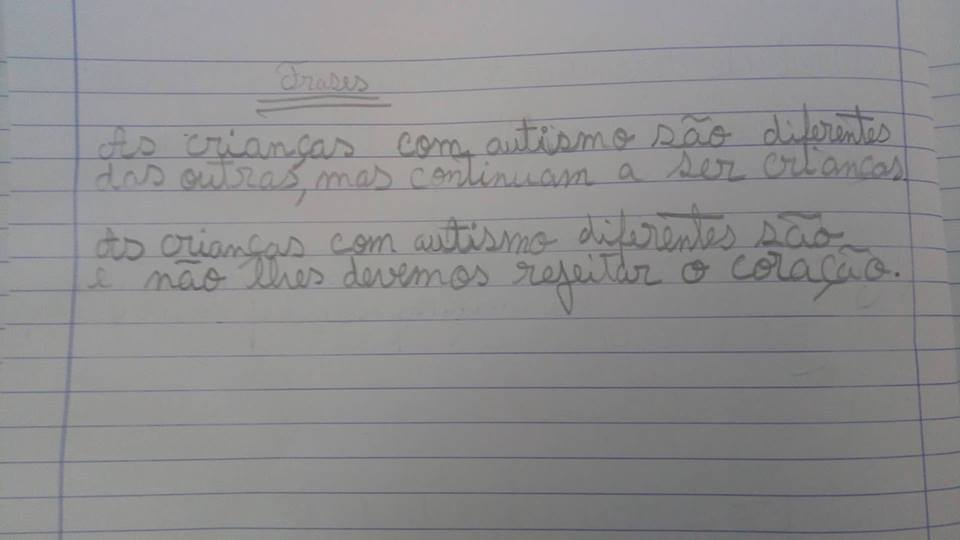 Frases
As crianças com autismo são diferentes
das outras, mas continuam a ser crianças.
As crianças com autismo diferentes são
e não lhes devemos rejeitar o coração.